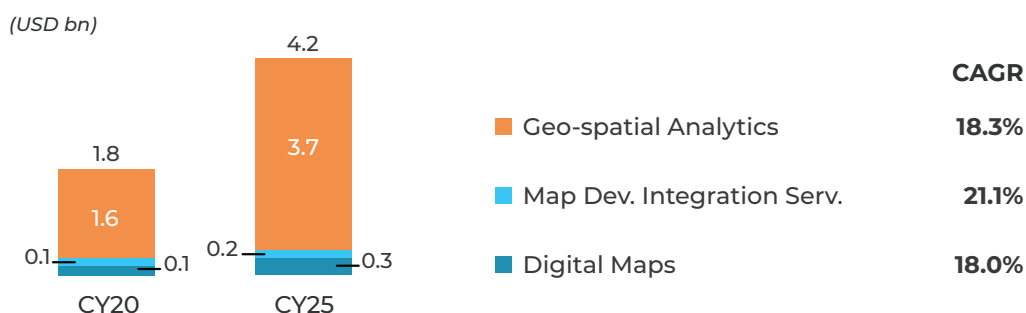 (USD bn)
4.2
CAGR
Geo-spatial Analytics 18.3%
3.7
1.8
Map Dev. Integration Serv. 21.1%
1.6
0.2
0.1
0.1
0.3
Digital Maps 18.0%
CY20 CY25